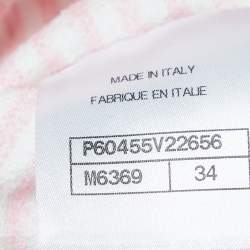 MADE IN ITALY
FABRIQUE EN ITALIE
P60455V22656
M6369 34